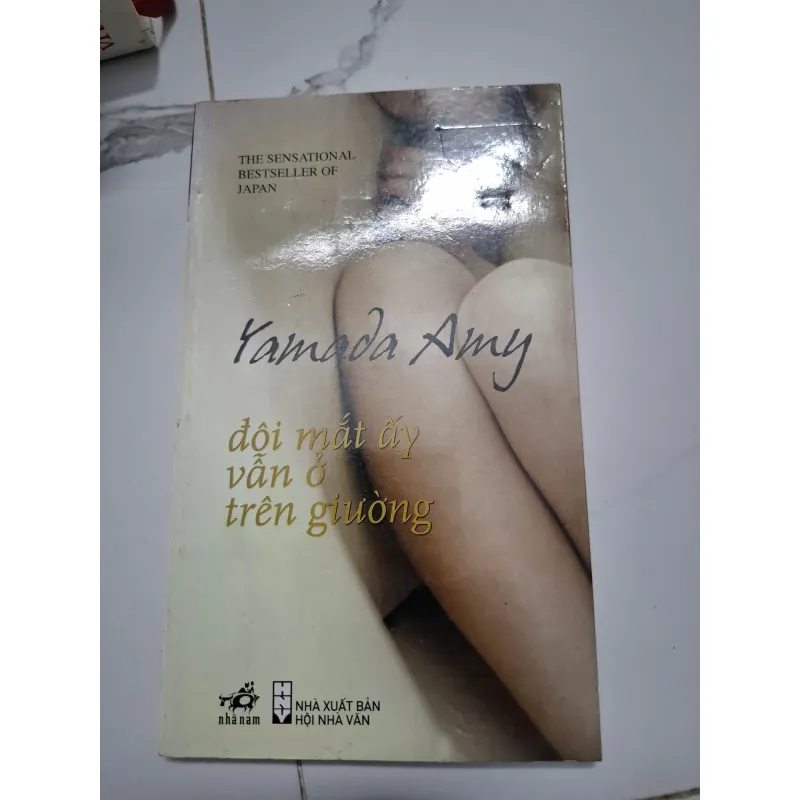 THE SENSATIONAL
BESTSELLER OF
JAPAN
Yamada Amy
đôi mắt ấy
vẫn ở
trên giường
nhã nam
NHÀ XUẤT BẢN
HỘI NHÀ VĂN